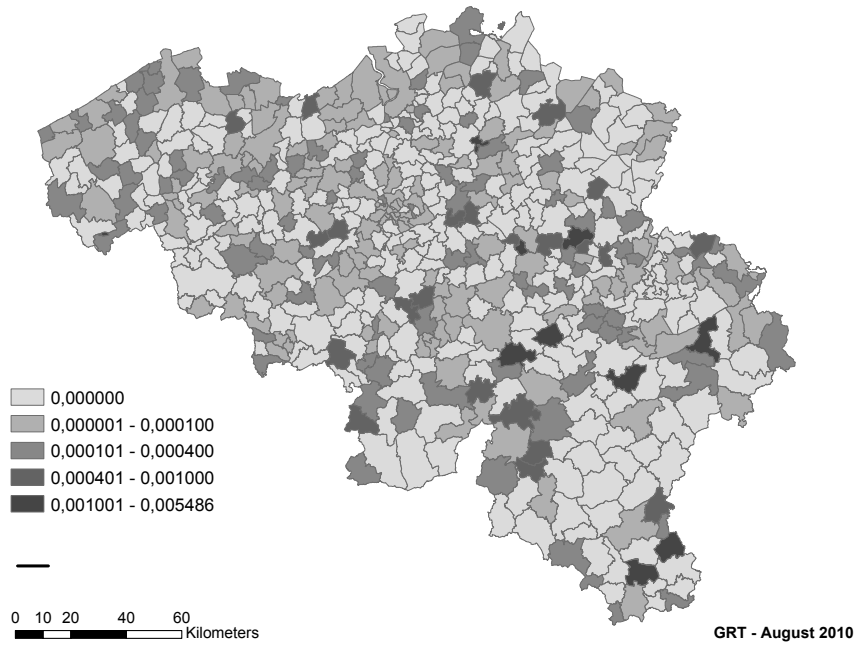 0,000000
0,000001 - 0,000100
0,000101 - 0,000400
0,000401 - 0,001000
0,001001 - 0,005486
0 10 20 40 60
Kilometers
GRT - August 2010